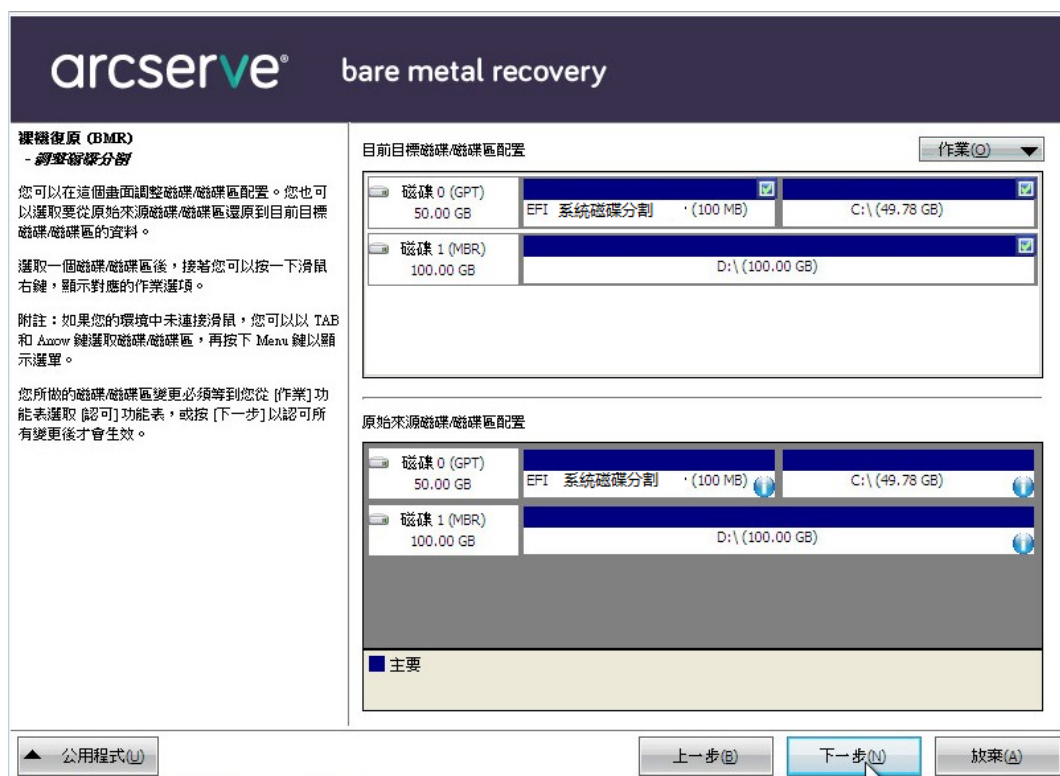 arcserve® bare metal recovery
裸機復原 (BMR)
- 調整磁碟分割
您可以在這個畫面調整磁碟/磁碟區配置。您也可
以選取要從原始來源磁碟/磁碟區還原到目前目標
磁碟/磁碟區的資料。
選取一個磁碟/磁碟區後，接著您可以按一下滑鼠
右鍵，顯示對應的作業選項。
附註：如果您的環境中未連接滑鼠，您可以以 TAB
和 Arrow 鍵選取磁碟/磁碟區，再按下 Menu 鍵以顯
示選單。
您所做的磁碟/磁碟區變更必須等到您從 [作業] 功
能表選取 [認可] 功能表，或按 [下一步] 以認可所
有變更後才會生效。
目前目標磁碟/磁碟區配置
作業(O)
磁碟 0 (GPT)
50.00 GB
EFI 系統磁碟分割 (100 MB)
C:\ (49.78 GB)
磁碟 1 (MBR)
100.00 GB
D:\ (100.00 GB)
原始來源磁碟/磁碟區配置
磁碟 0 (GPT)
50.00 GB
EFI 系統磁碟分割 (100 MB)
C:\ (49.78 GB)
磁碟 1 (MBR)
100.00 GB
D:\ (100.00 GB)
主要
公用程式(U)
上一步(B)
下一步(N)
放棄(A)